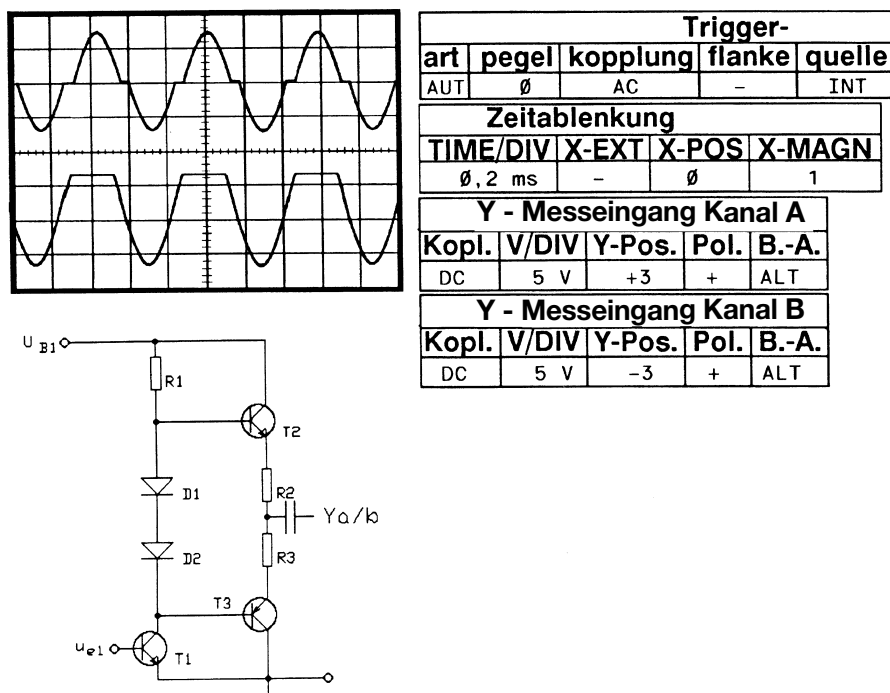 Trigger-
art pegel kopplung flanke quelle
AUT Ø AC – INT
Zeitablenkung
TIME/DIV X-EXT X-POS X-MAGN
Ø,2 ms – Ø 1
Y - Messeingang Kanal A
Kopl. V/DIV Y-Pos. Pol. B.-A.
DC 5 V +3 + ALT
Y - Messeingang Kanal B
Kopl. V/DIV Y-Pos. Pol. B.-A.
DC 5 V –3 + ALT
U B1
R1
T2
D1
R2
Ya/b
D2
R3
T3
ue1
T1